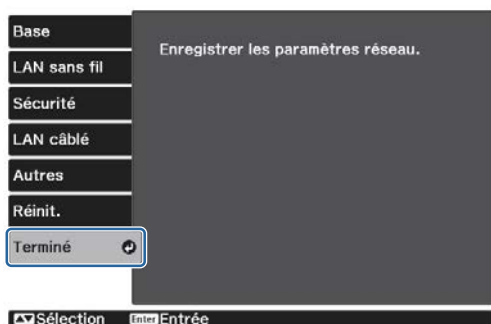 Base
LAN sans fil
Sécurité
LAN câblé
Autres
Réinit.
Terminé
Enregistrer les paramètres réseau.
Sélection Enter Entrée